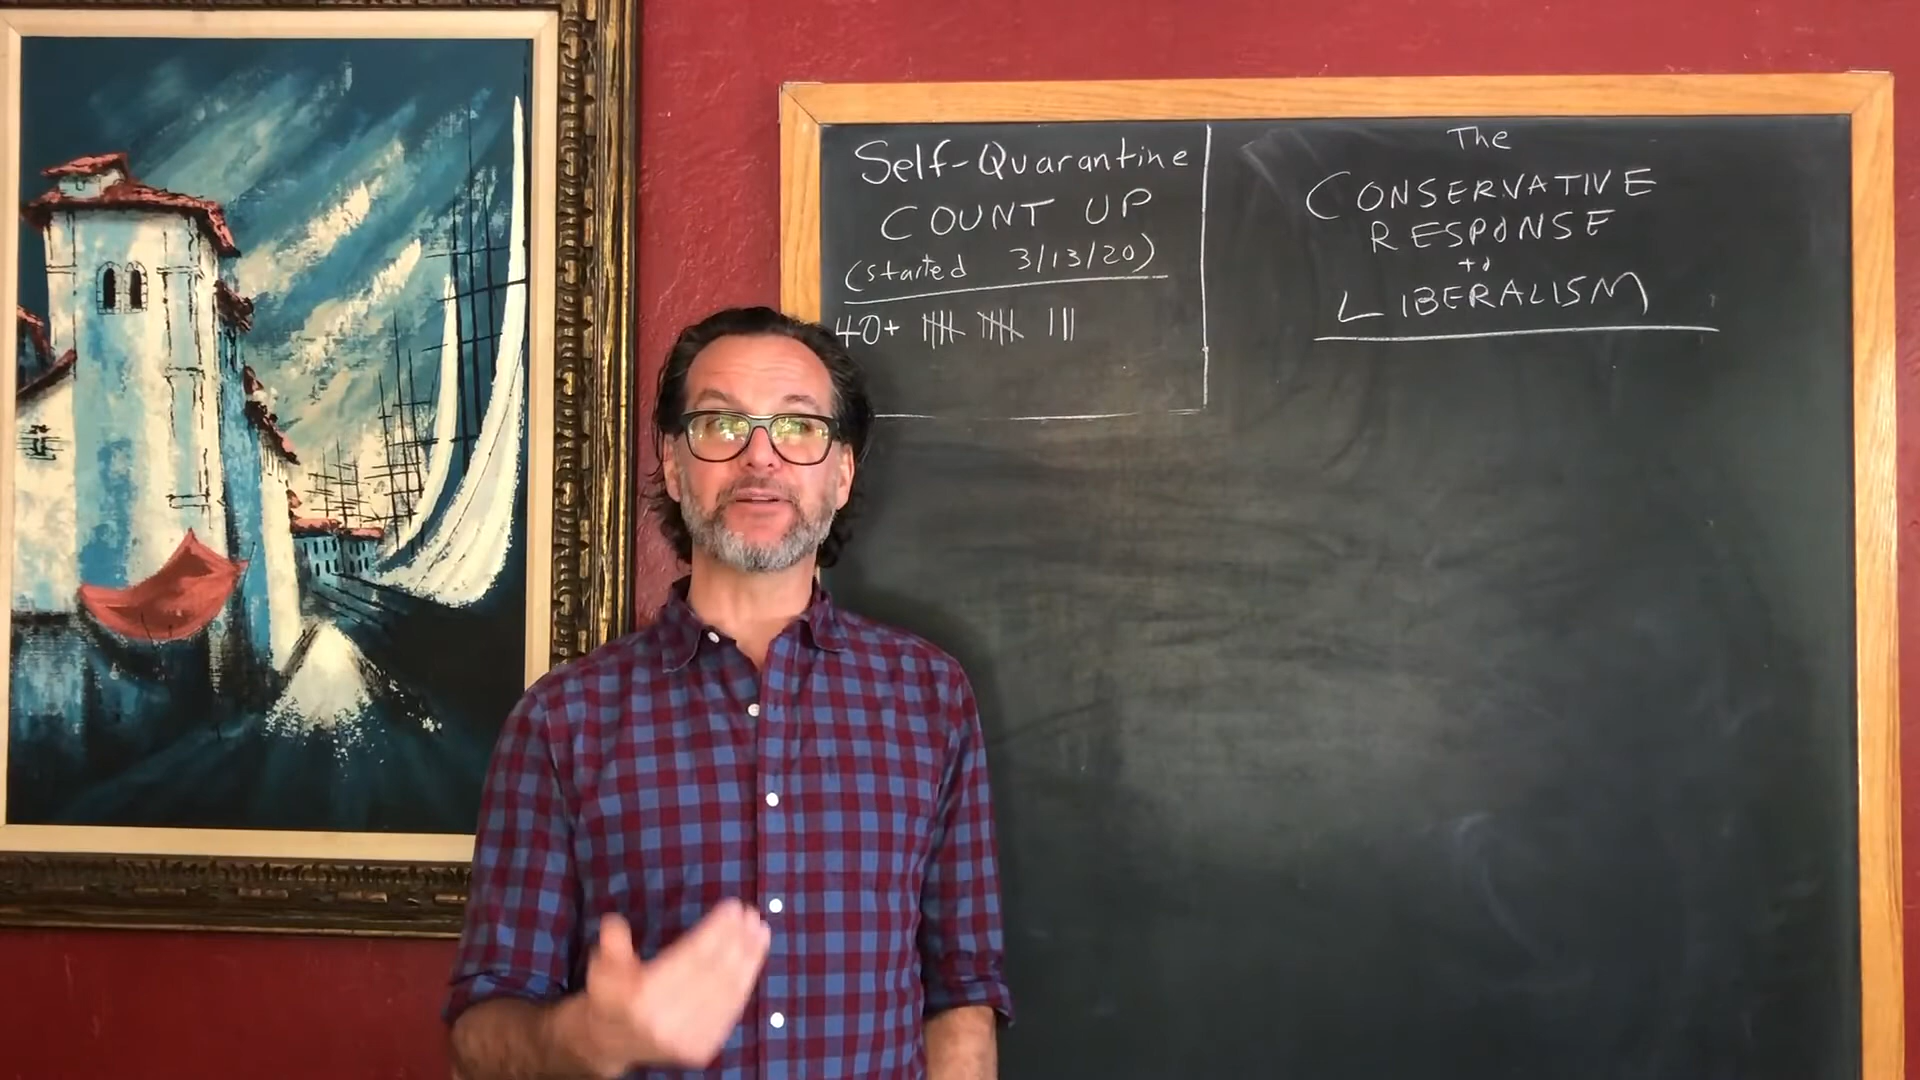 Self-Quarantine
COUNT UP
(started 3/13/20)
40+ 卌 卌 |||
The
CONSERVATIVE
RESPONSE
to
LIBERALISM